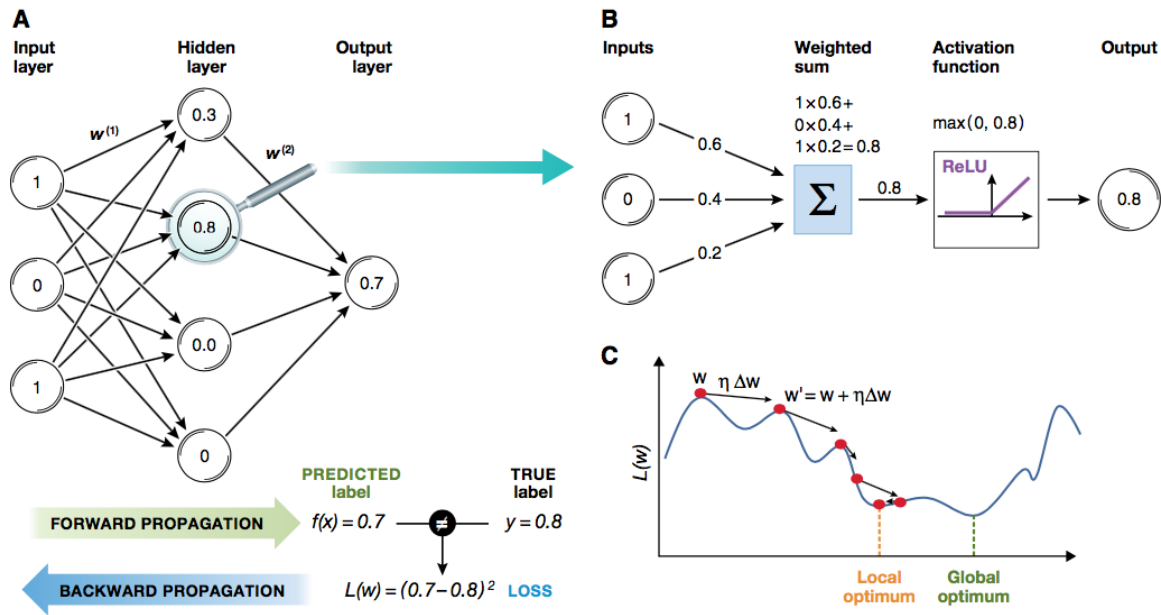 A
Input
layer
Hidden
layer
Output
layer
w(1)
w(2)
1
0
1
0.3
0.8
0.0
0
0.7
PREDICTED
label
TRUE
label
FORWARD PROPAGATION
f(x) = 0.7
≠
y = 0.8
BACKWARD PROPAGATION
L(w) = (0.7 – 0.8)²
LOSS
B
Inputs
Weighted
sum
Activation
function
Output
1×0.6+
0×0.4+
1×0.2=0.8
max(0, 0.8)
1
0
1
0.6
0.4
0.2
Σ
0.8
ReLU
0.8
C
L(w)
w
η Δw
w' = w + ηΔw
Local
optimum
Global
optimum